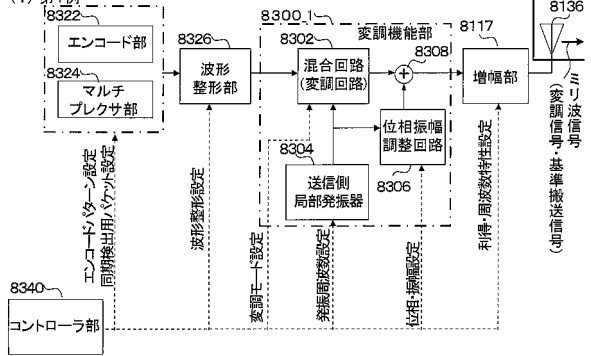 8322
エンコード部
8324
マルチ
プレクサ部
8326
波形
整形部
8300_1
変調機能部
8302
混合回路
(変調回路)
8308
8304
送信側
局部発振器
位相振幅
調整回路
8306
8117
増幅部
8136
ミリ波信号
(変調信号・基準搬送信号)
エンコードパターン設定
同期検出用パケット設定
波形整形設定
変調モード設定
発振周波数設定
位相・振幅設定
利得・周波数特性設定
8340
コントローラ部